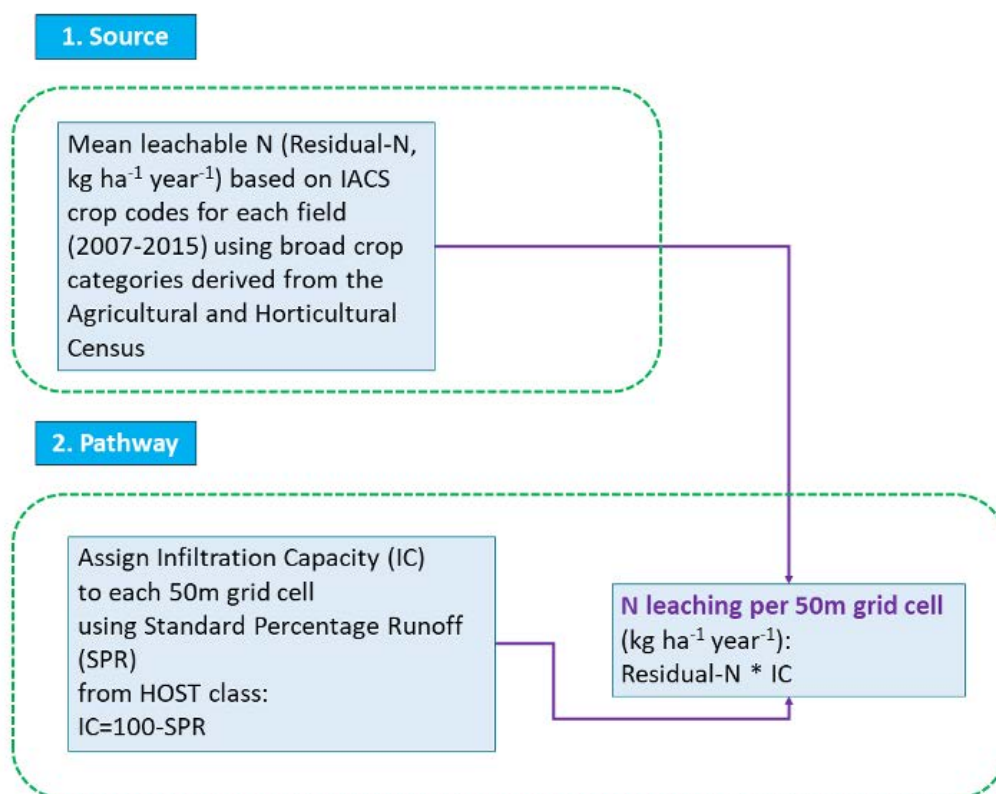 1. Source
Mean leachable N (Residual-N,
kg ha⁻¹ year⁻¹) based on IACS
crop codes for each field
(2007-2015) using broad crop
categories derived from the
Agricultural and Horticultural
Census
2. Pathway
Assign Infiltration Capacity (IC)
to each 50m grid cell
using Standard Percentage Runoff
(SPR)
from HOST class:
IC=100-SPR
N leaching per 50m grid cell
(kg ha⁻¹ year⁻¹):
Residual-N * IC